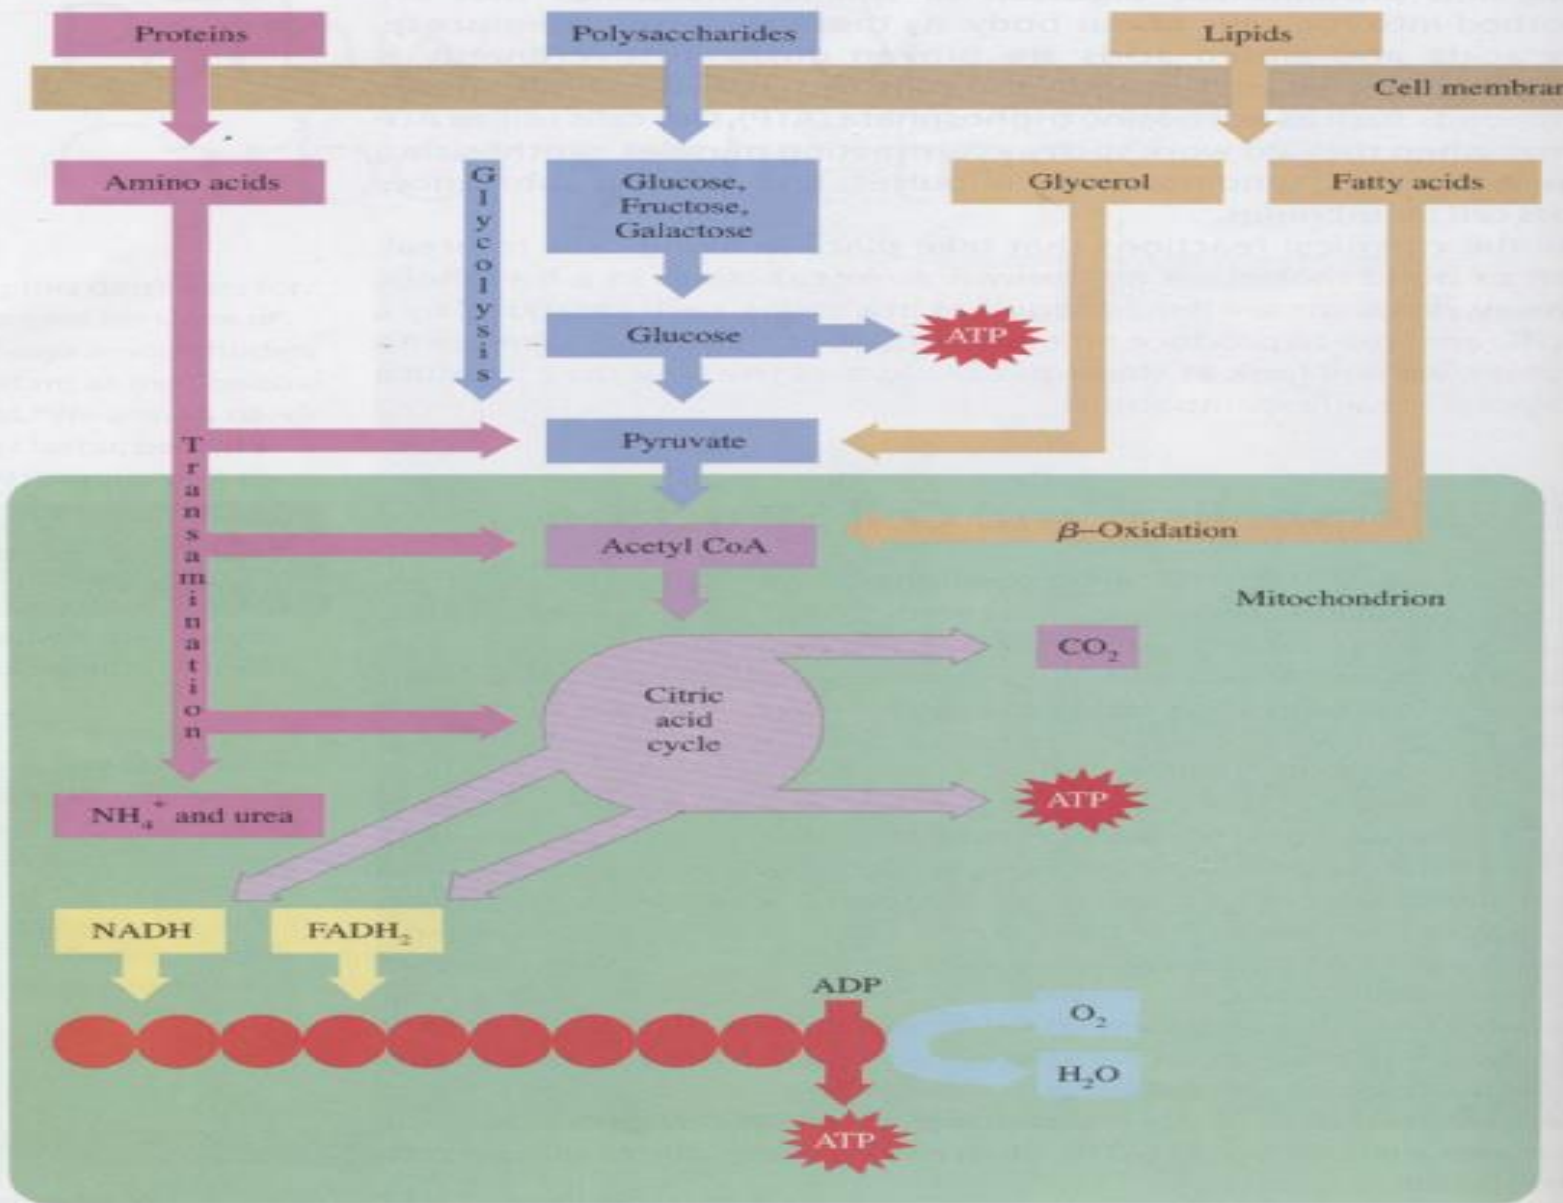 Proteins
Polysaccharides
Lipids
Cell membran
Amino acids
Glycolysis
Glucose,
Fructose,
Galactose
Glycerol
Fatty acids
Glucose
ATP
Transamination
Pyruvate
Acetyl CoA
β–Oxidation
Mitochondrion
CO₂
Citric
acid
cycle
ATP
NH₄⁺ and urea
NADH
FADH₂
ADP
O₂
H₂O
ATP